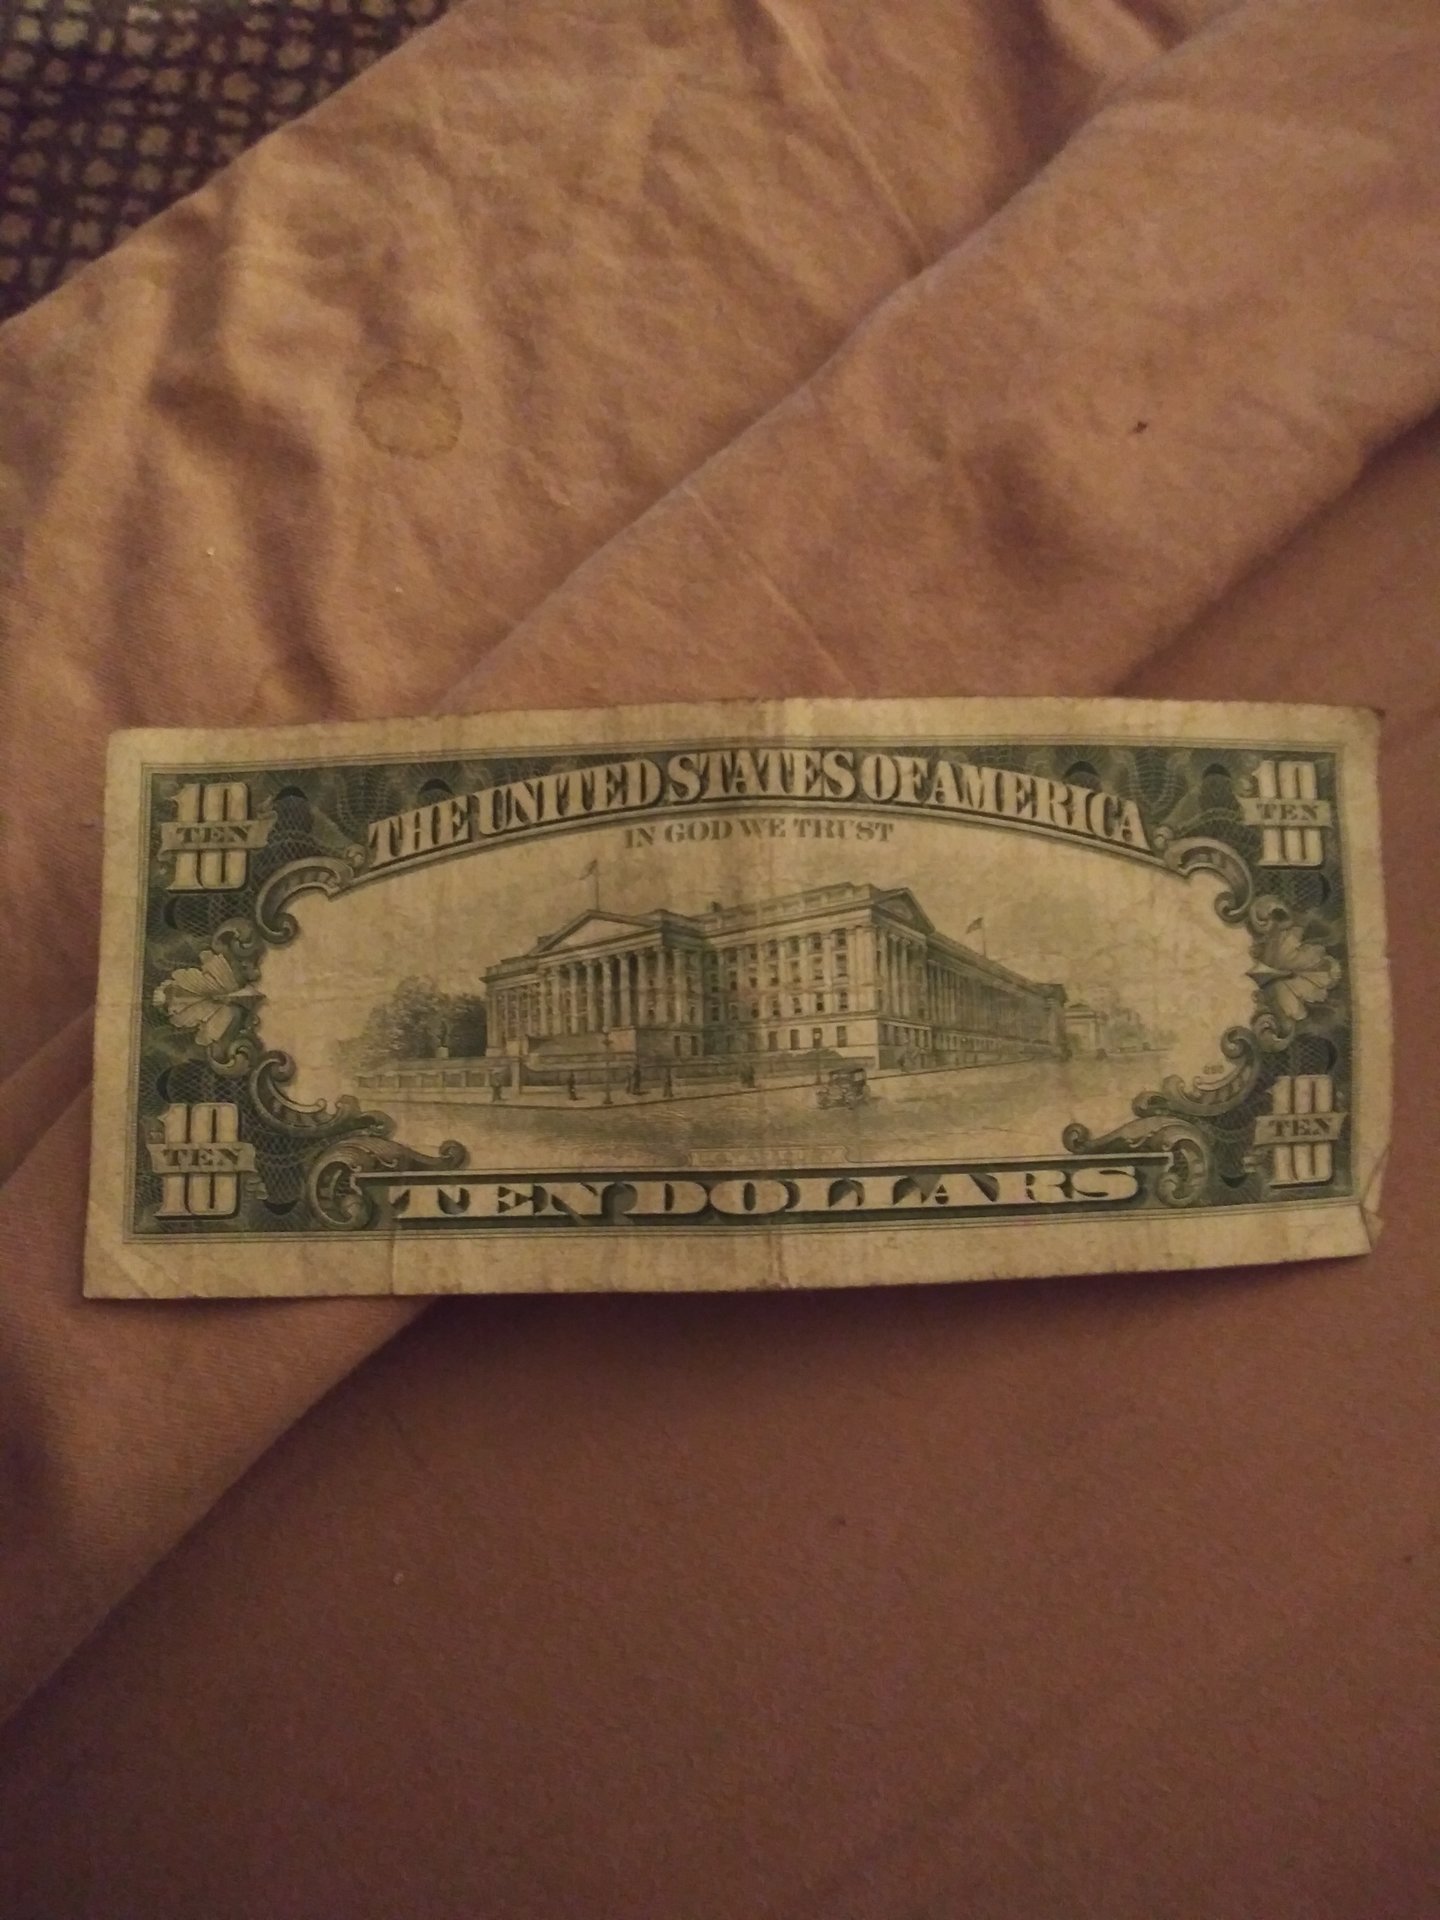 THE UNITED STATES OF AMERICA
IN GOD WE TRUST
10 TEN 10
10 TEN 10
10 TEN 10
10 TEN 10
TEN DOLLARS